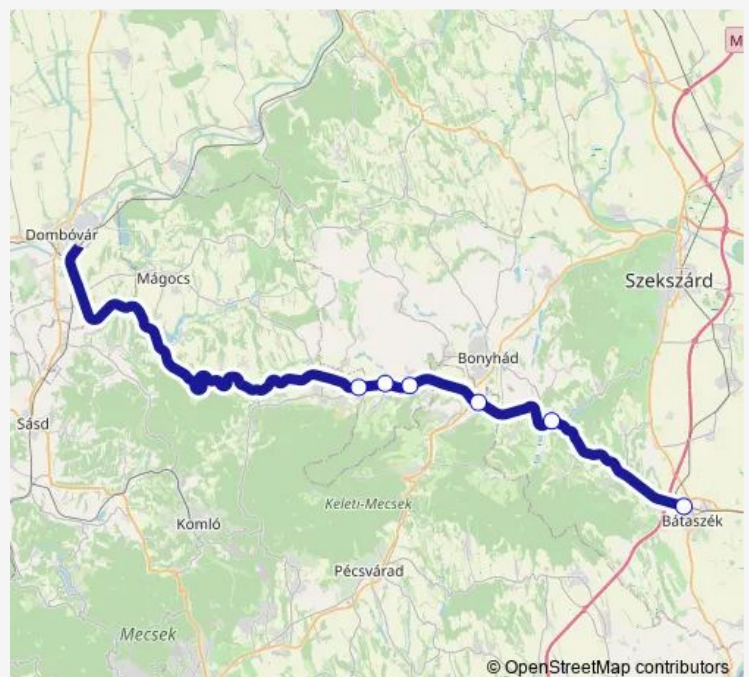 M
Dombóvár
Mágocs
Szekszárd
Bonyhád
Sásd
Keleti-Mecsek
Komló
Bátaszék
Pécsvárad
Mecsek
© OpenStreetMap contributors